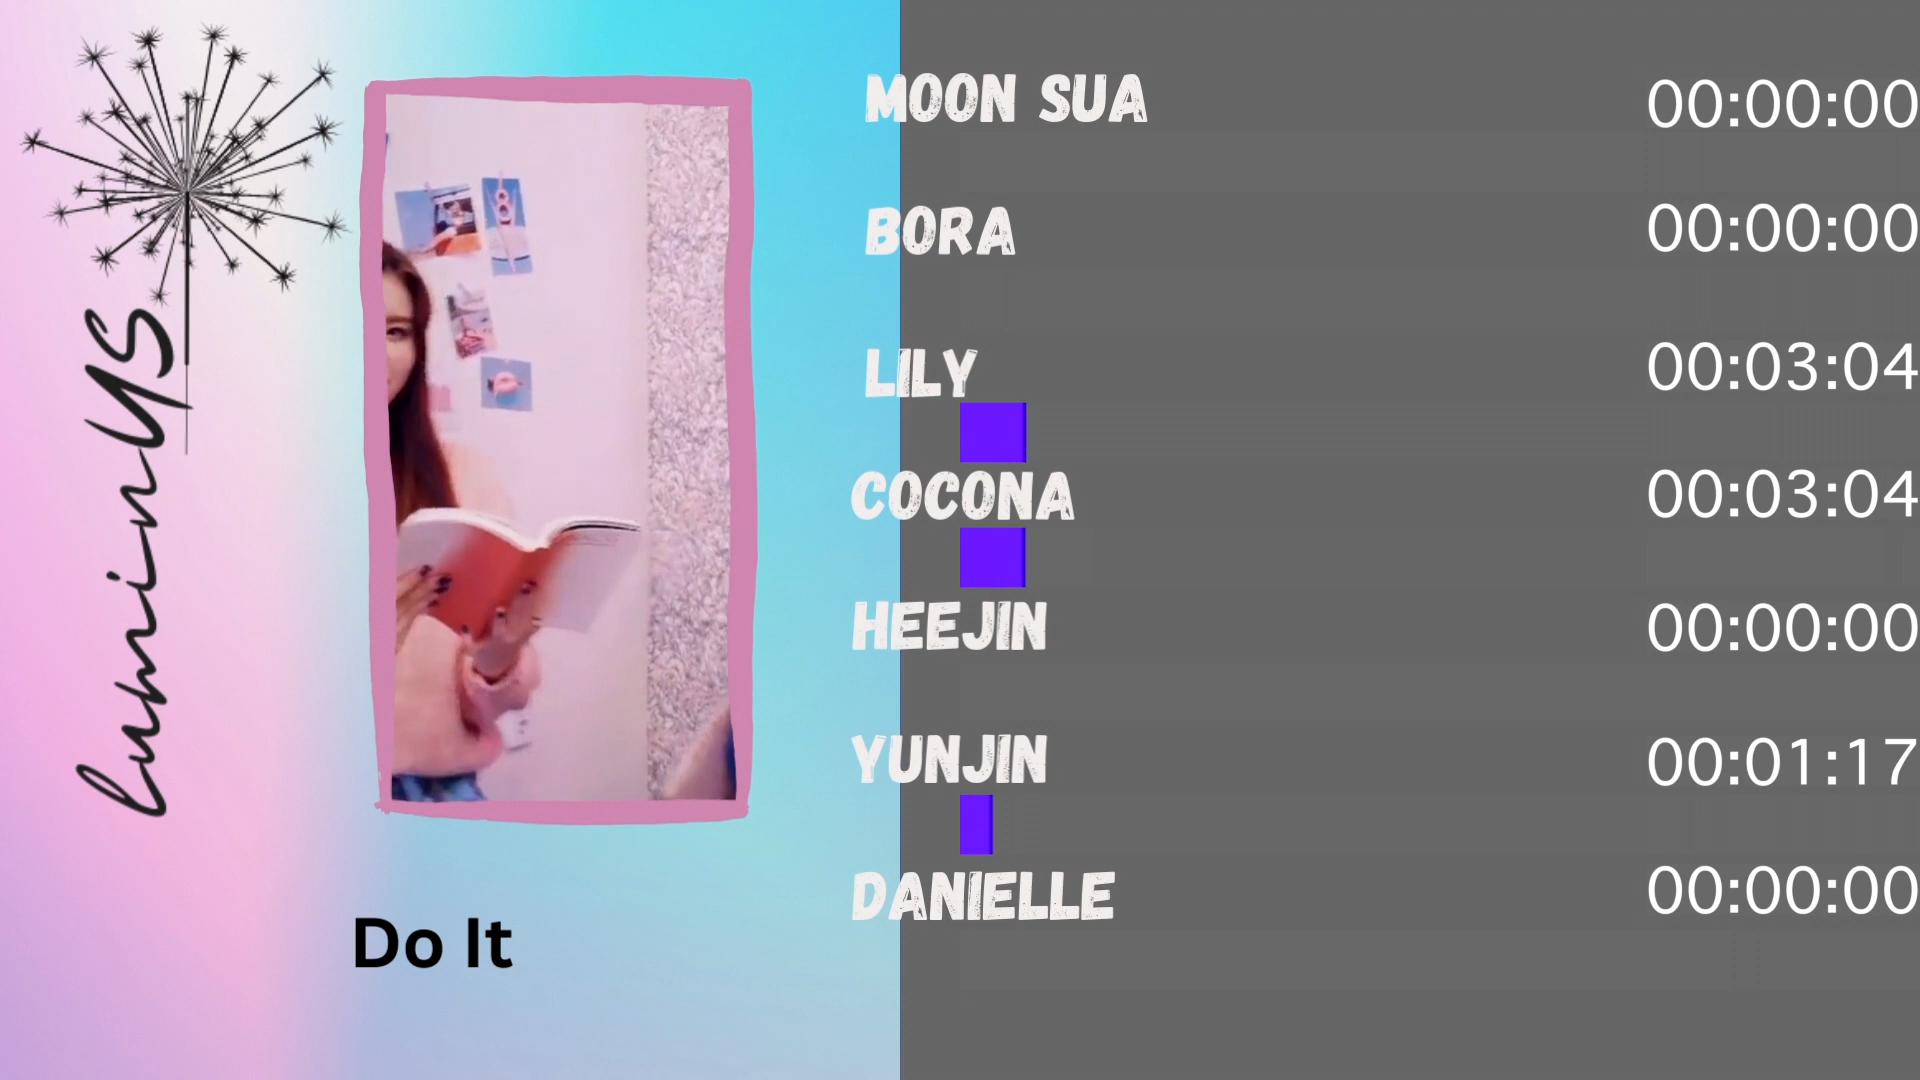 luminUS
Do It
MOON SUA 00:00:00
BORA 00:00:00
LILY 00:03:04
COCONA 00:03:04
HEEJIN 00:00:00
YUNJIN 00:01:17
DANIELLE 00:00:00